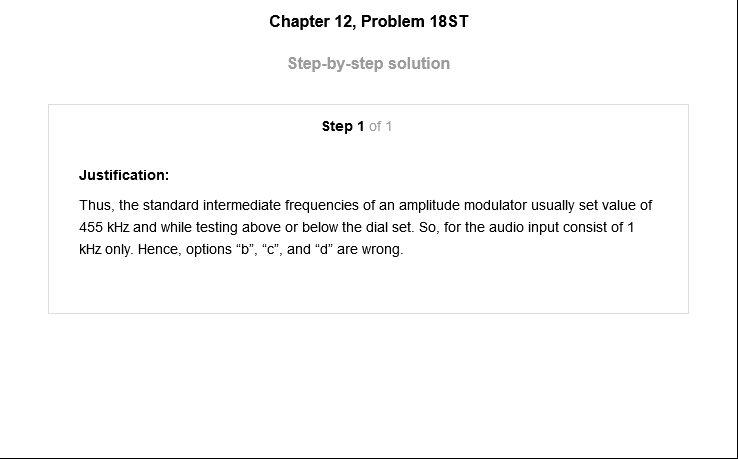 Chapter 12, Problem 18ST
Step-by-step solution
Step 1 of 1
Justification:
Thus, the standard intermediate frequencies of an amplitude modulator usually set value of
455 kHz and while testing above or below the dial set. So, for the audio input consist of 1
kHz only. Hence, options “b”, “c”, and “d” are wrong.